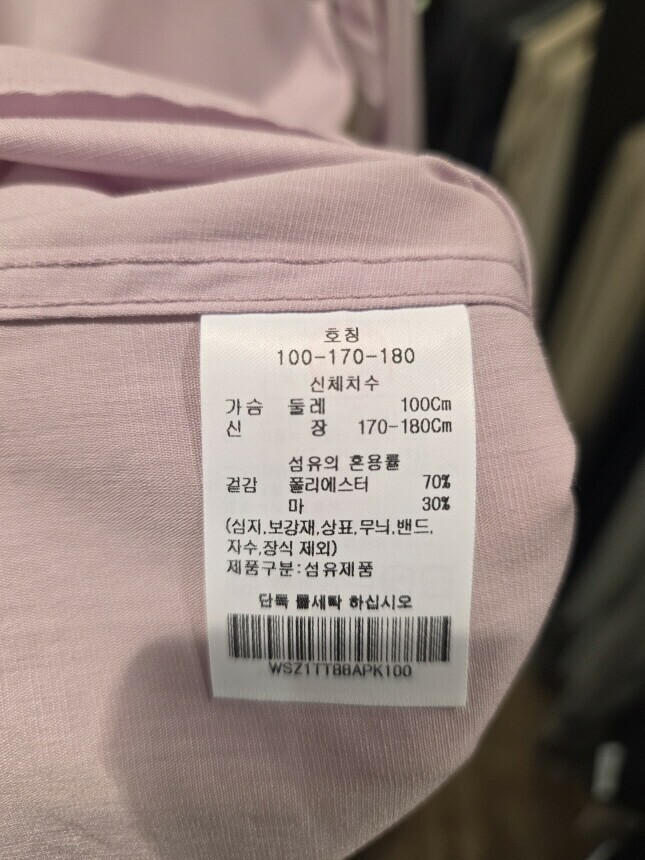 호칭
100-170-180
신체치수
가슴 둘레 100Cm
신 장 170-180Cm
섬유의 혼용률
겉감 폴리에스터 70%
마 30%
(심지,보강재,상표,무늬,밴드,
자수,장식 제외)
제품구분:섬유제품
단독 물세탁 하십시오
WSZ1TT88APK100